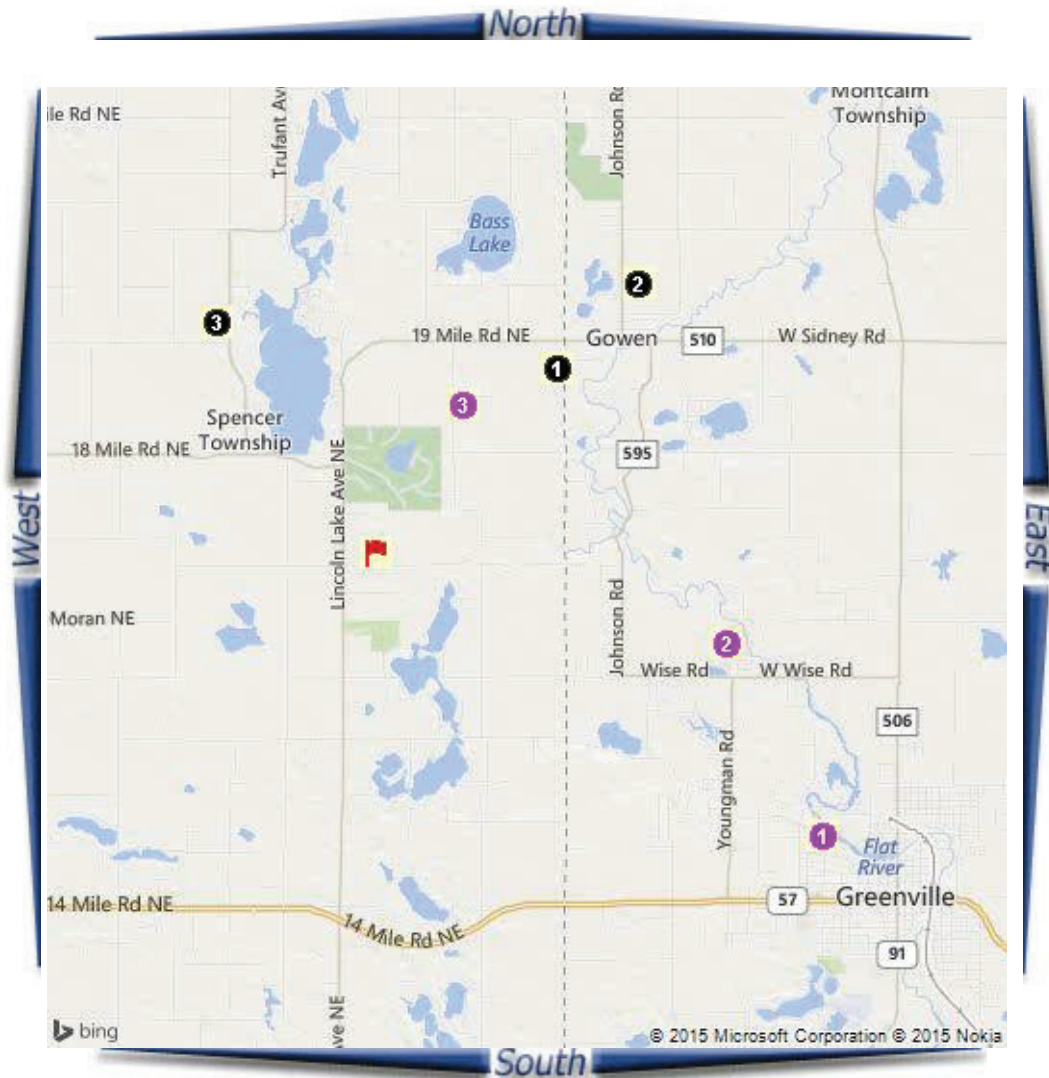 North
ile Rd NE
Trufant Av
Johnson Rd
Montcalm
Township
Bass
Lake
2
3
19 Mile Rd NE
Gowen
510
W Sidney Rd
1
3
Spencer
Township
18 Mile Rd NE
595
Lincoln Lake Ave NE
West
East
Johnson Rd
Moran NE
2
Wise Rd
W Wise Rd
506
Youngman Rd
1
Flat
River
57
Greenville
14 Mile Rd NE
14 Mile Rd NE
91
ve NE
bing
© 2015 Microsoft Corporation © 2015 Nokia
South